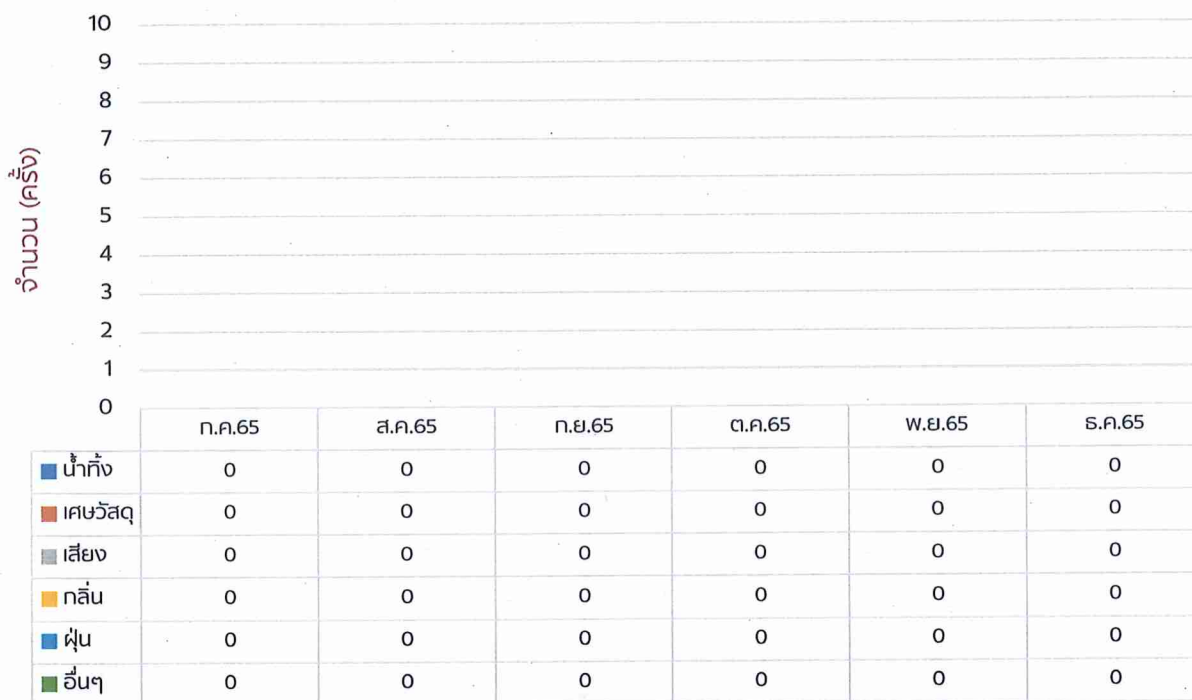 10
9
8
7
6
5
4
3
2
1
0
จำนวน (ครั้ง)
ก.ค.65 ส.ค.65 ก.ย.65 ต.ค.65 พ.ย.65 ธ.ค.65
น้ำทิ้ง 0 0 0 0 0 0
เศษวัสดุ 0 0 0 0 0 0
เสียง 0 0 0 0 0 0
กลิ่น 0 0 0 0 0 0
ฝุ่น 0 0 0 0 0 0
อื่นๆ 0 0 0 0 0 0